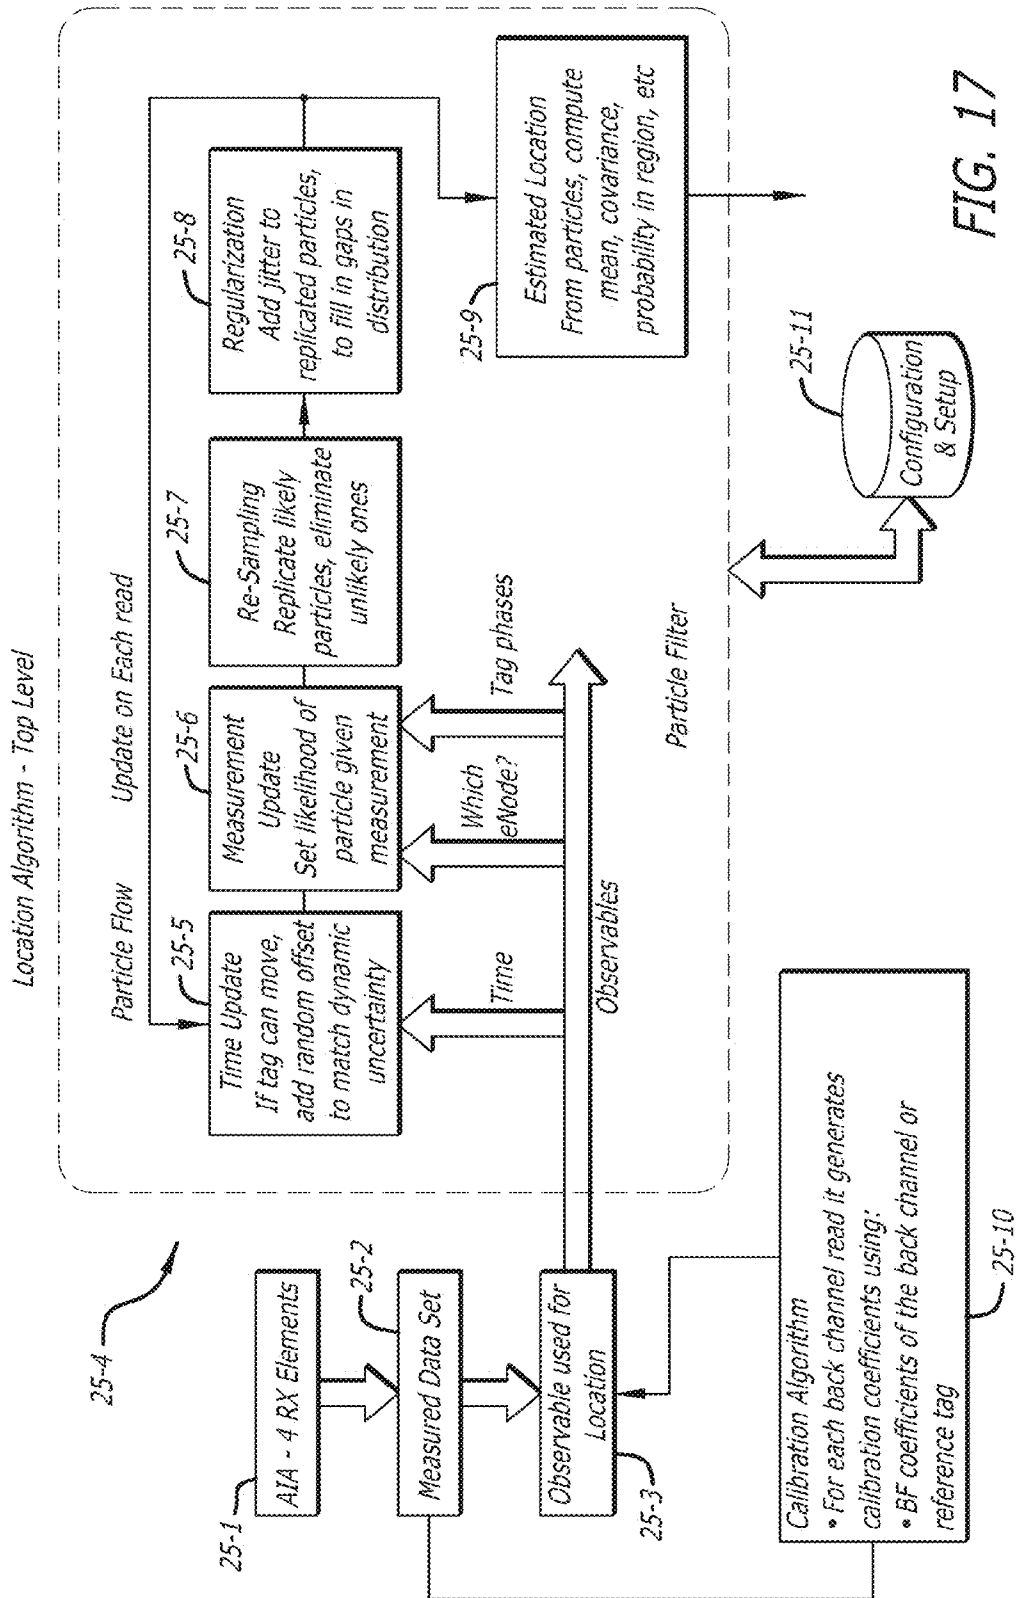 Location Algorithm - Top Level
25-4
25-1
AIA - 4 RX Elements
25-2
Measured Data Set
Observable used for
Location
25-3
Particle Flow
Update on Each read
25-5
Time Update
If tag can move,
add random offset
to match dynamic
uncertainty
25-6
Measurement
Update
Set likelihood of
particle given
measurement
25-7
Re-Sampling
Replicate likely
particles, eliminate
unlikely ones
25-8
Regularization
Add jitter to
replicated particles,
to fill in gaps in
distribution
Time
Which
eNode?
Tag phases
Observables
25-9
Estimated Location
From particles, compute
mean, covariance,
probability in region, etc
Particle Filter
Calibration Algorithm
• For each back channel read it generates
calibration coefficients using:
• BF coefficients of the back channel or
reference tag
25-10
25-11
Configuration
& Setup
FIG. 17